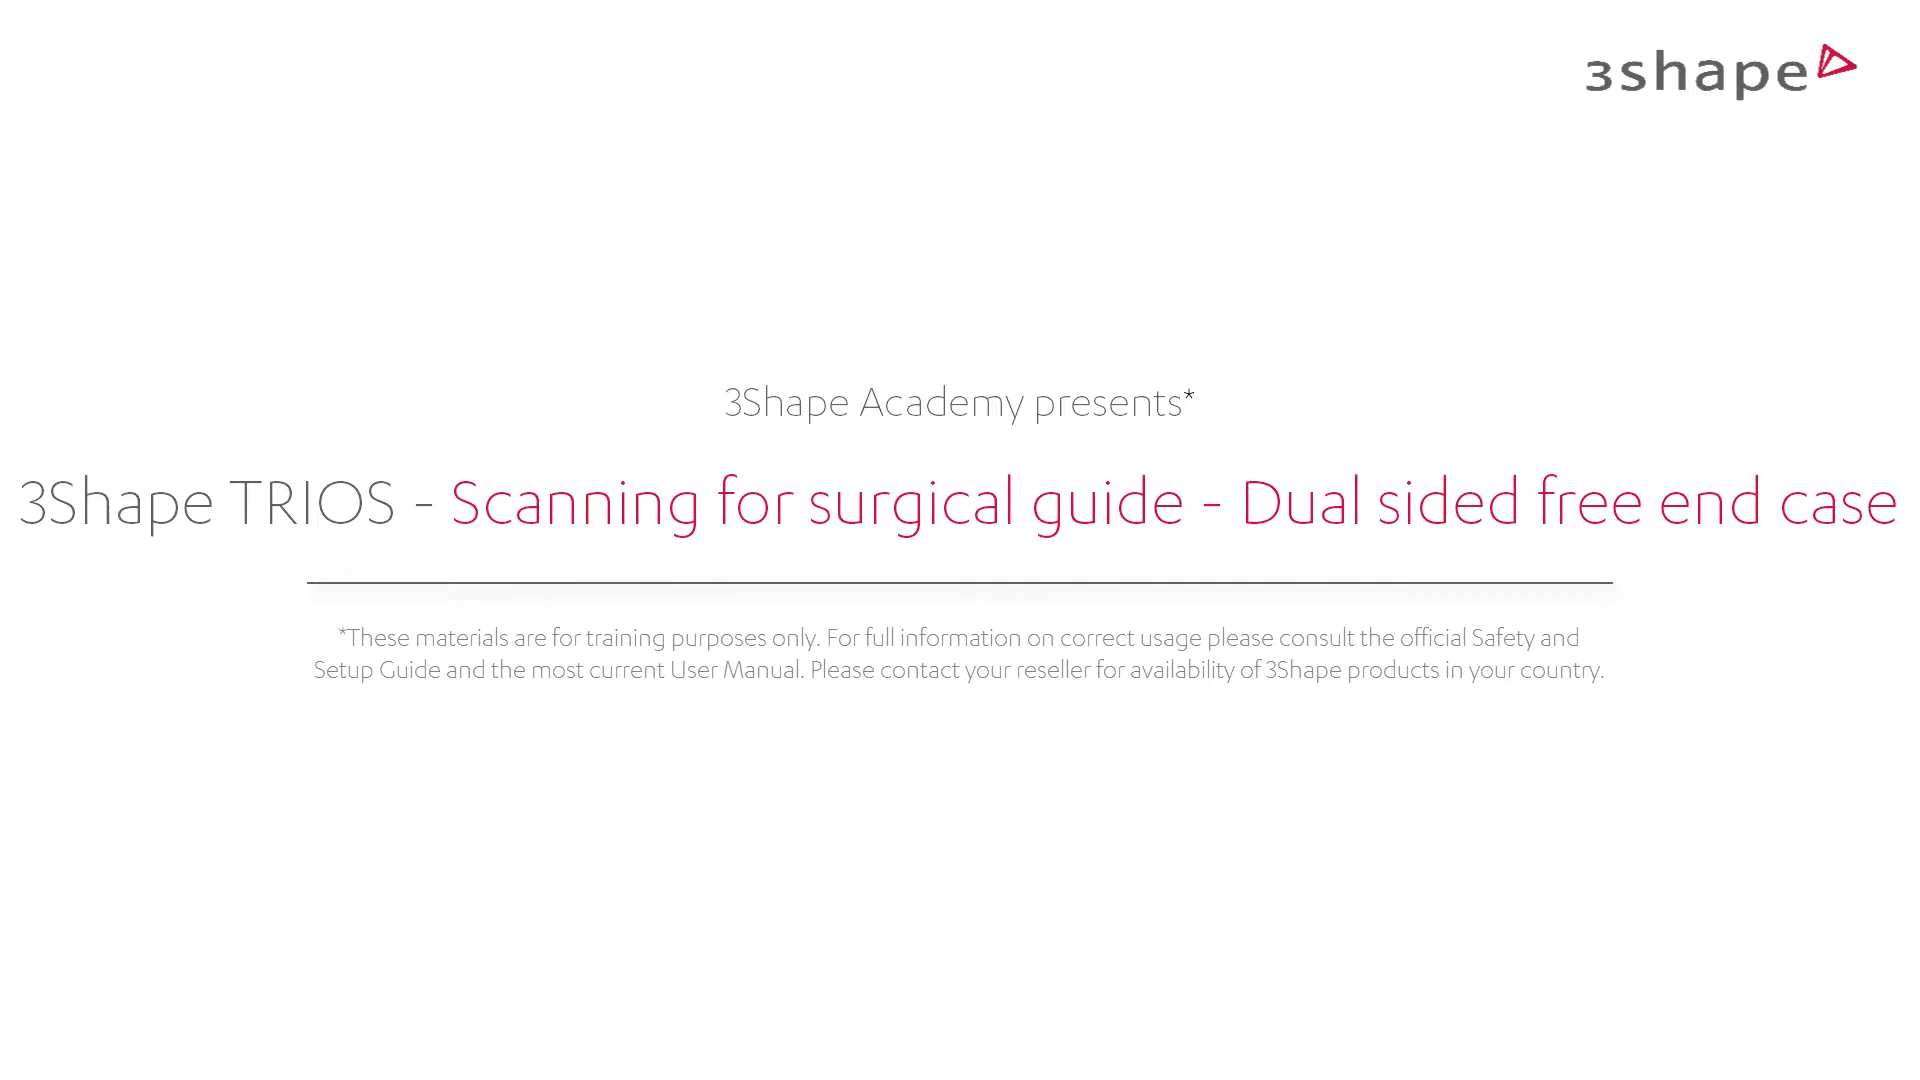 3shape
3Shape Academy presents*
3Shape TRIOS - Scanning for surgical guide - Dual sided free end case
*These materials are for training purposes only. For full information on correct usage please consult the official Safety and
Setup Guide and the most current User Manual. Please contact your reseller for availability of 3Shape products in your country.